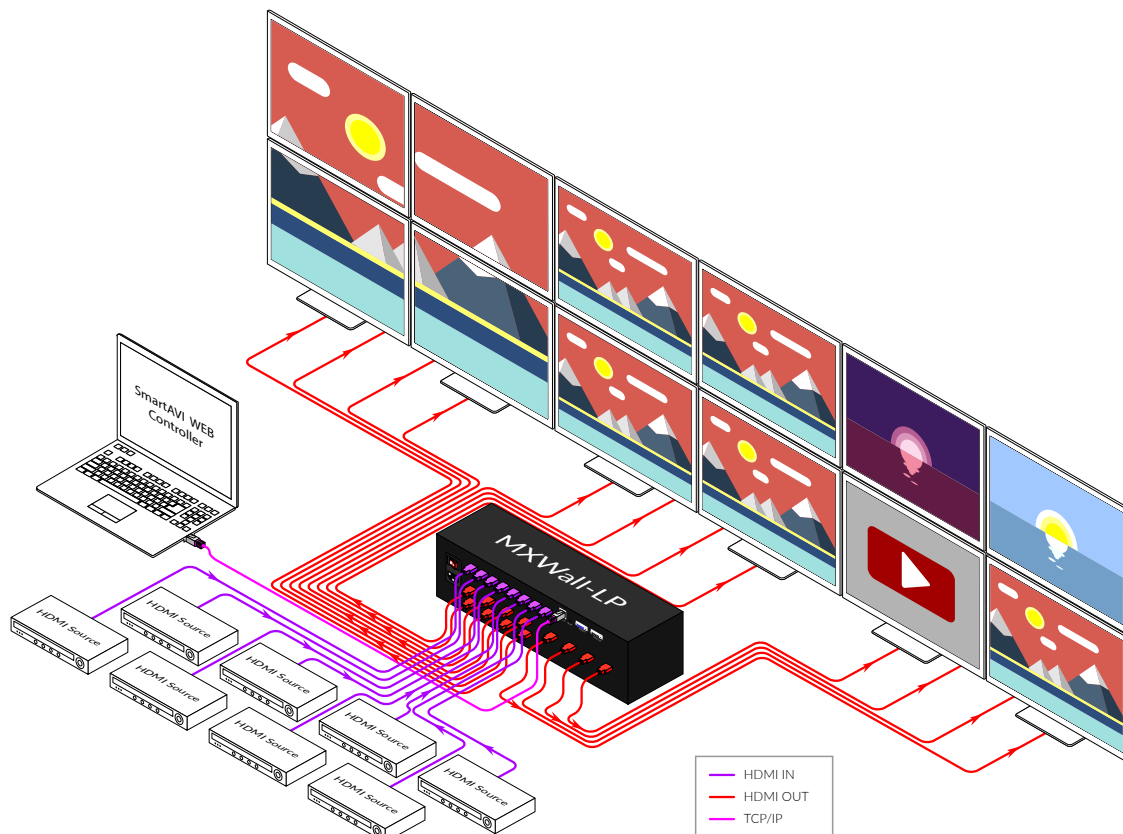 SmartAVI WEB
Controller
MXWall-LP
HDMI Source
HDMI Source
HDMI Source
HDMI Source
HDMI Source
HDMI Source
HDMI Source
HDMI Source
HDMI IN
HDMI OUT
TCP/IP